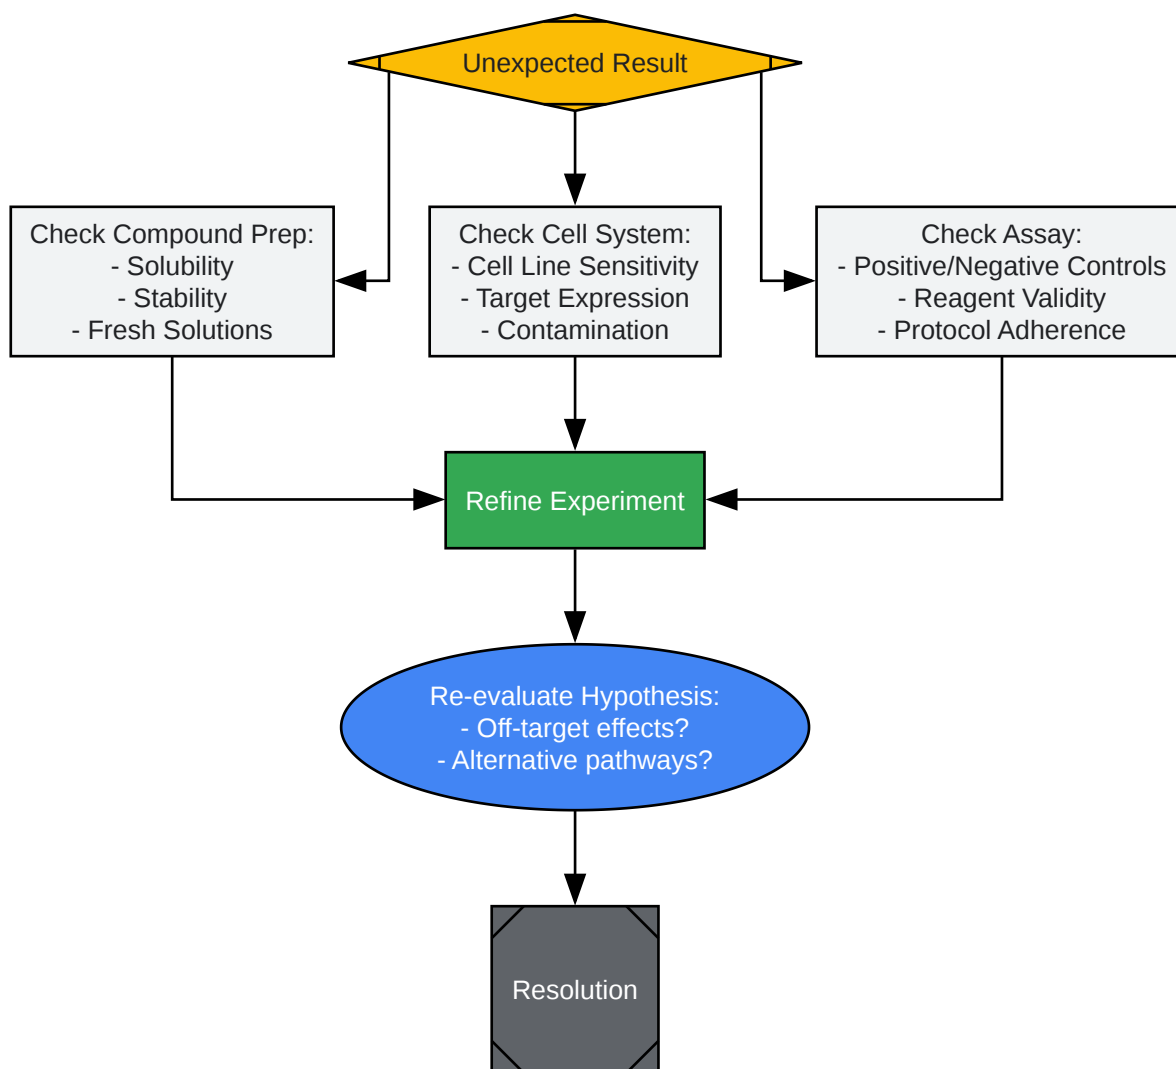 Unexpected Result
Check Compound Prep:
- Solubility
- Stability
- Fresh Solutions
Check Cell System:
- Cell Line Sensitivity
- Target Expression
- Contamination
Check Assay:
- Positive/Negative Controls
- Reagent Validity
- Protocol Adherence
Refine Experiment
Re-evaluate Hypothesis:
- Off-target effects?
- Alternative pathways?
Resolution